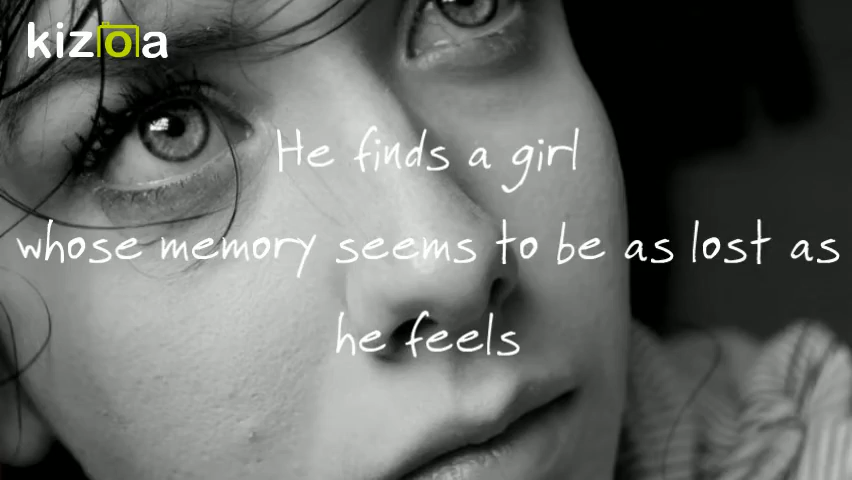 kizoa
He finds a girl
whose memory seems to be as lost as
he feels